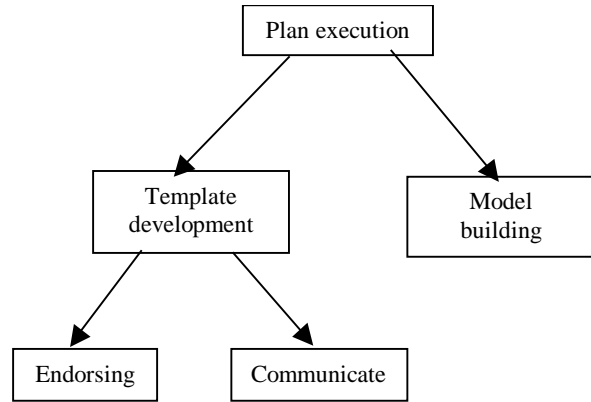 Plan execution
Template
development
Model
building
Endorsing
Communicate